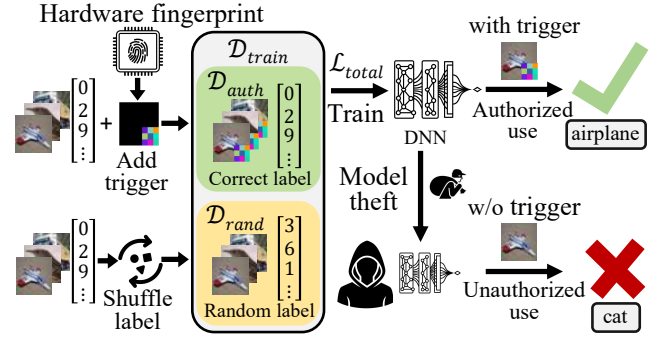 Hardware fingerprint
0
2
9
⋮
+
Add
trigger
𝒟train
𝒟auth
0
2
9
⋮
Correct label
ℒtotal
Train
DNN
with trigger
Authorized
use
airplane
0
2
9
⋮
Shuffle
label
𝒟rand
3
6
1
⋮
Random label
Model
theft
w/o trigger
Unauthorized
use
cat